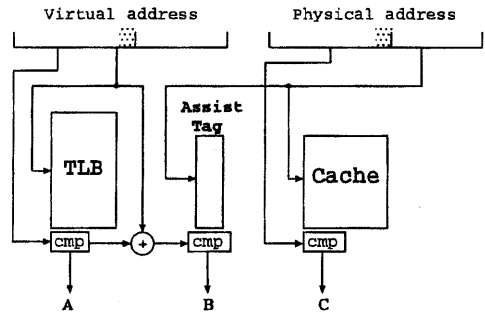 Virtual address Physical address
Assist
Tag
TLB
Cache
cmp + cmp cmp
A B C